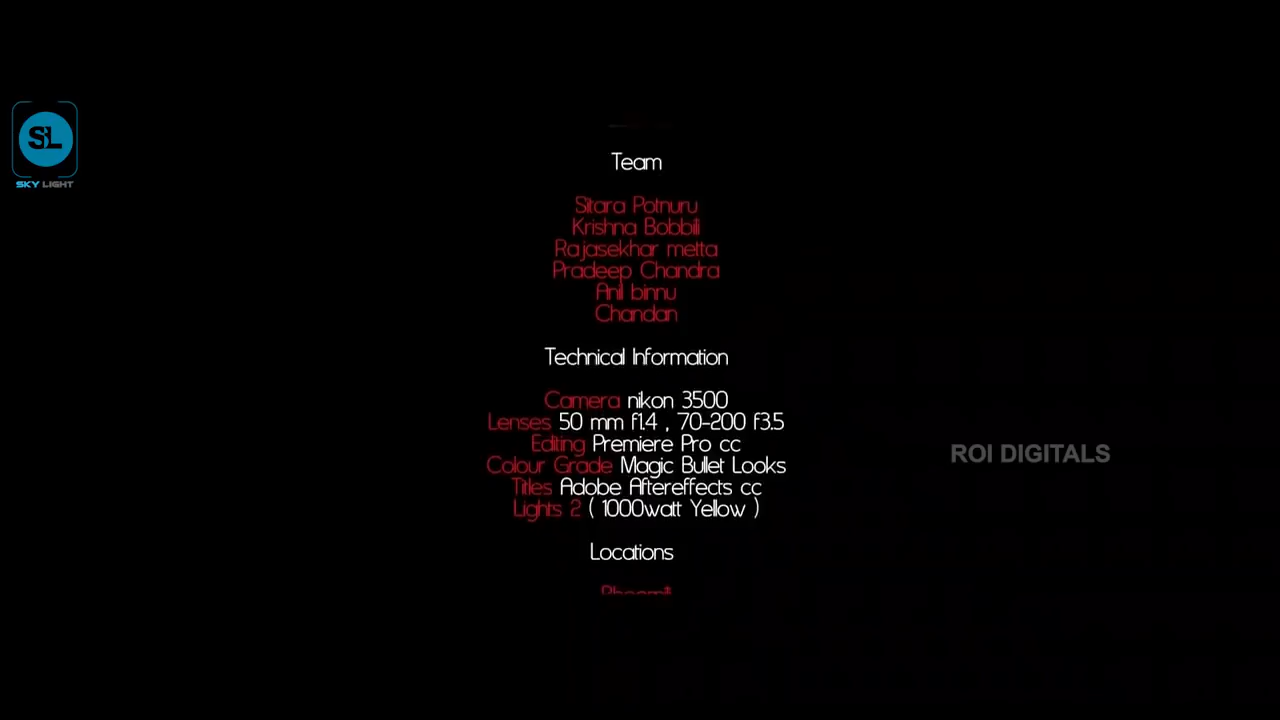 SL
SKY LIGHT
Team
Sitara Potnuru
Krishna Bobbili
Rajasekhar metta
Pradeep Chandra
Anil binnu
Chandan
Technical Information
Camera nikon 3500
Lenses 50 mm f1.4 , 70-200 f3.5
Editing Premiere Pro cc
Colour Grade Magic Bullet Looks
Titles Adobe Aftereffects cc
Lights 2 ( 1000watt Yellow )
Locations
ROI DIGITALS